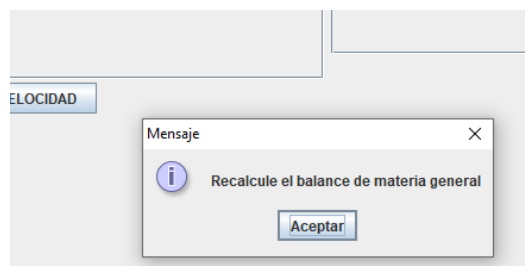 ELOCIDAD
Mensaje
Recalcule el balance de materia general
Aceptar